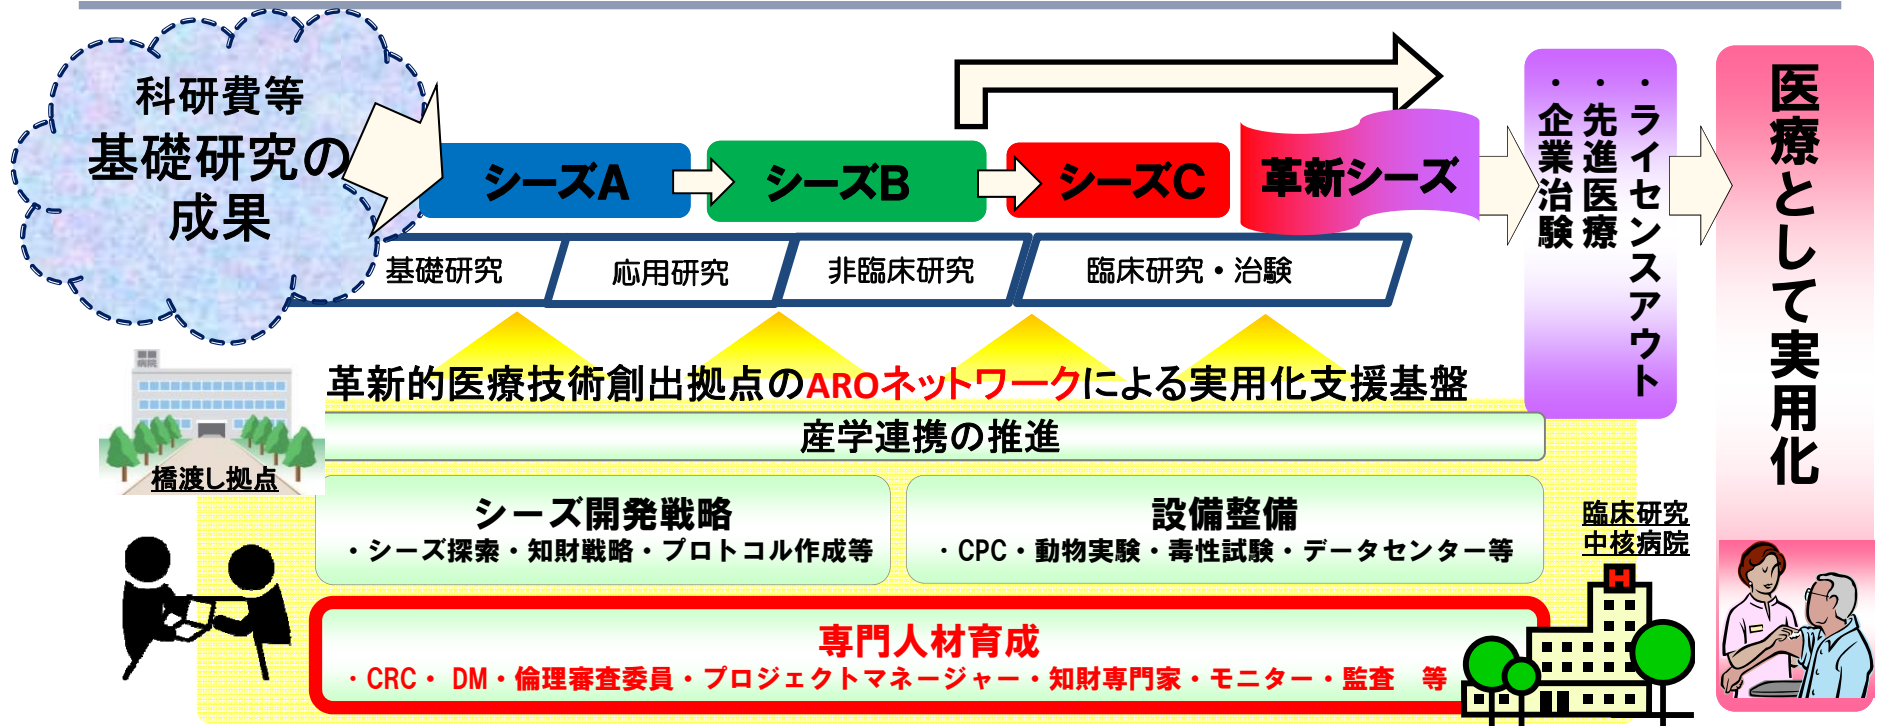 科研費等
基礎研究の
成果
シーズA
シーズB
シーズC
革新シーズ
基礎研究
応用研究
非臨床研究
臨床研究・治験
・ライセンスアウト
・先進医療
・企業治験
医療として実用化
病院
革新的医療技術創出拠点のAROネットワークによる実用化支援基盤
産学連携の推進
橋渡し拠点
シーズ開発戦略
・シーズ探索・知財戦略・プロトコル作成等
設備整備
・CPC・動物実験・毒性試験・データセンター等
臨床研究
中核病院
H
専門人材育成
・CRC・ DM・倫理審査委員・プロジェクトマネージャー・知財専門家・モニター・監査　等